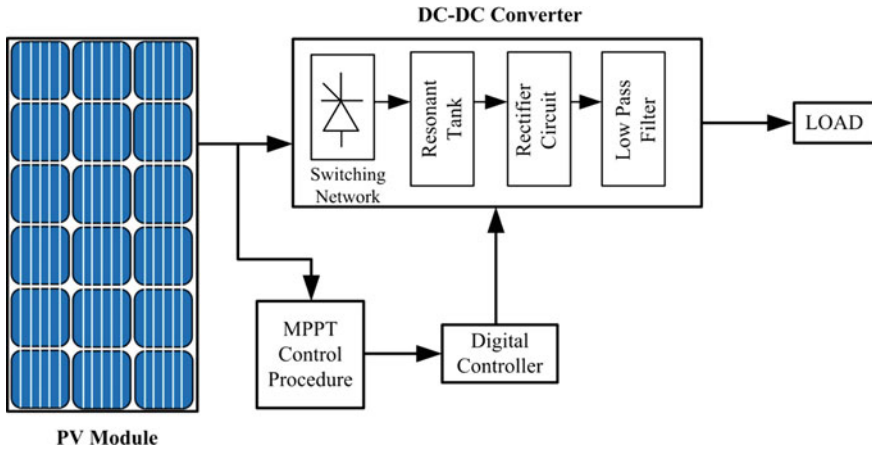 DC-DC Converter
Switching
Network
Resonant
Tank
Rectifier
Circuit
Low Pass
Filter
LOAD
MPPT
Control
Procedure
Digital
Controller
PV Module